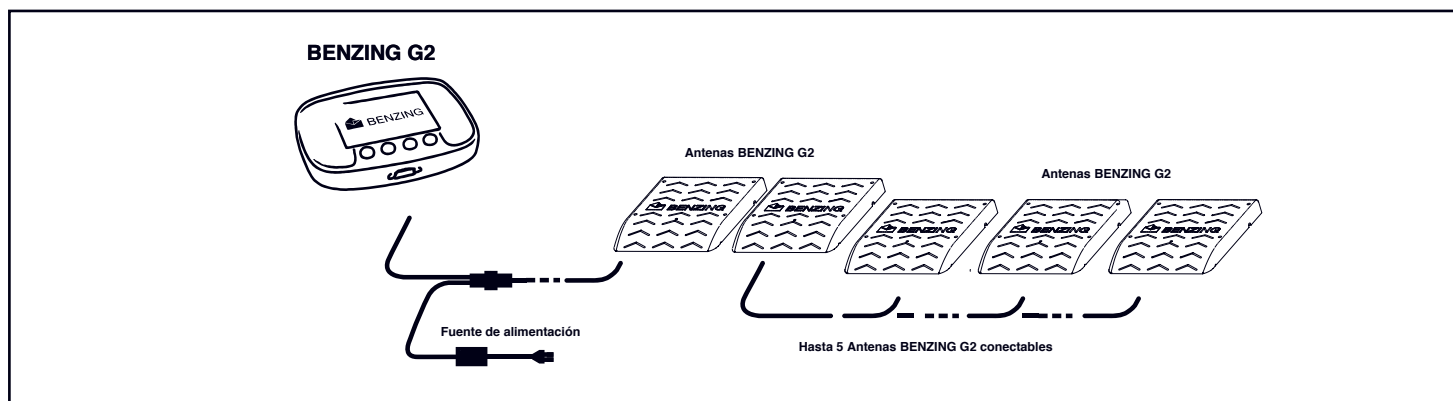 BENZING G2
BENZING
Antenas BENZING G2
Antenas BENZING G2
BENZING
BENZING
BENZING
BENZING
BENZING
Fuente de alimentación
Hasta 5 Antenas BENZING G2 conectables